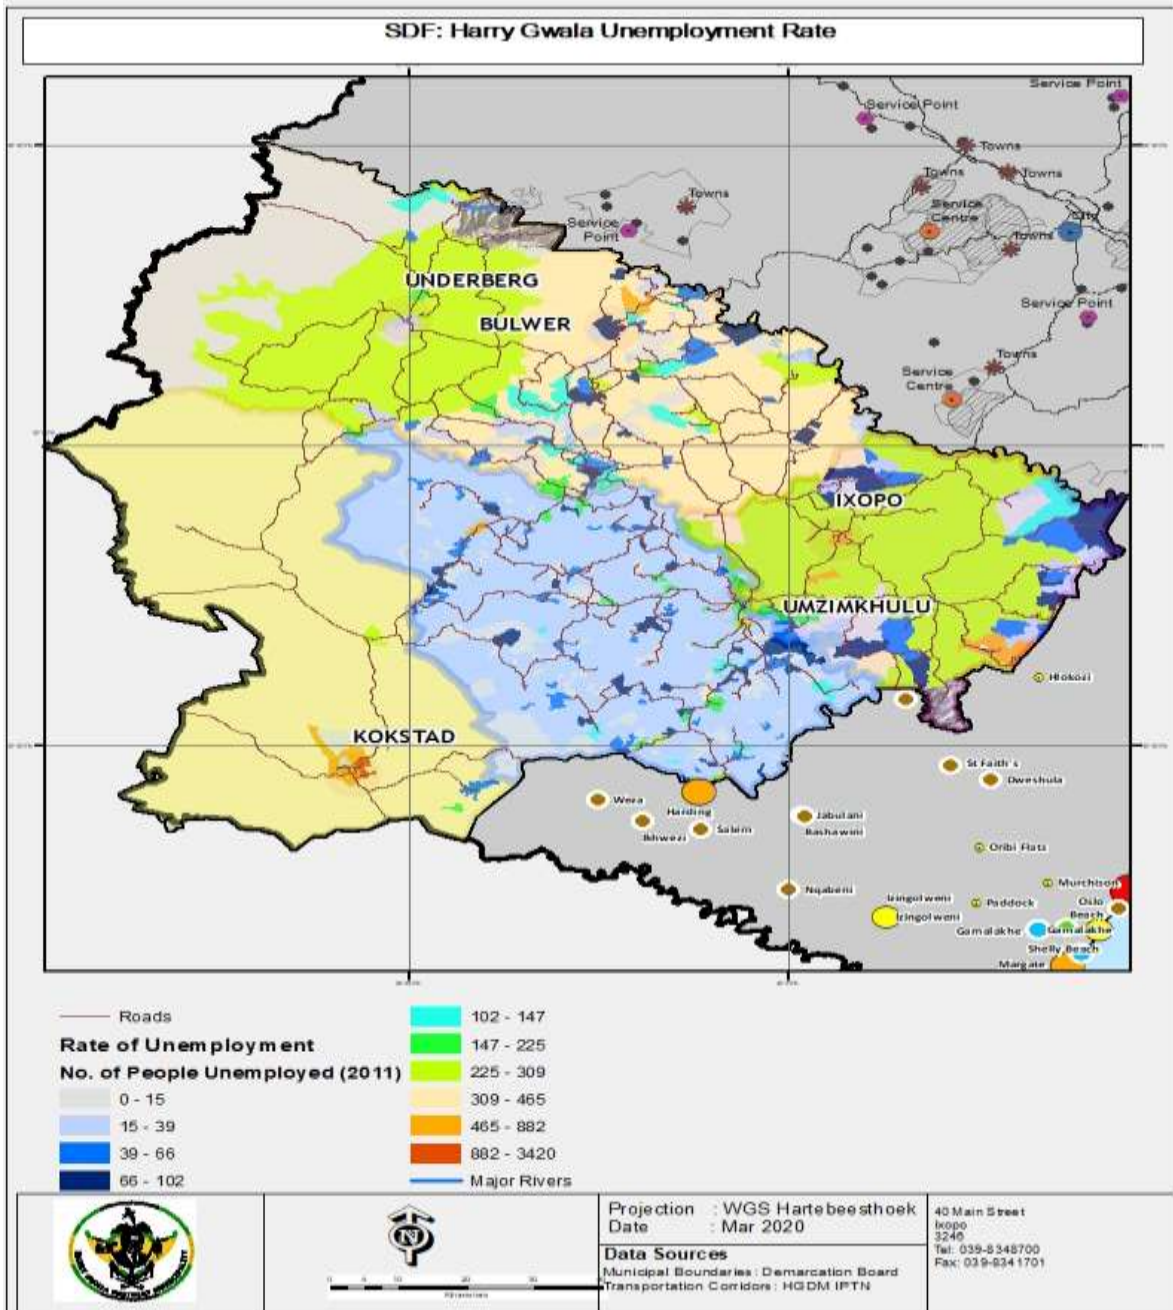 SDF: Harry Gwala Unemployment Rate
Service Point
Service Point
Towns
Towns
Towns
Towns
Service
Centre
City
Service
Point
Towns
UNDERBERG
BULWER
Service Point
Towns
Service
Centre
IXOPO
UMZIMKHULU
Hlokozi
KOKSTAD
St Faith's
Dweshula
Weza
Harding
Jabulani
Ikhwezi
Salem
Bashawini
Oribi Flats
Nqabeni
Murchison
Izingolweni
Izingolweni
Paddock
Oslo
Beach
Gamalakhe
Gamalakhe
Shelly Beach
Margate
Roads
Rate of Unemployment
No. of People Unemployed (2011)
0 - 15
15 - 39
39 - 66
66 - 102
102 - 147
147 - 225
225 - 309
309 - 465
465 - 882
882 - 3420
Major Rivers
N
Projection : WGS Hartebeesthoek
Date : Mar 2020
Data Sources
Municipal Boundaries: Demarcation Board
Transportation Corridors: HGDM IPTN
40 Main Street
Ixopo
3246
Tel: 039-8348700
Fax: 039-8341701